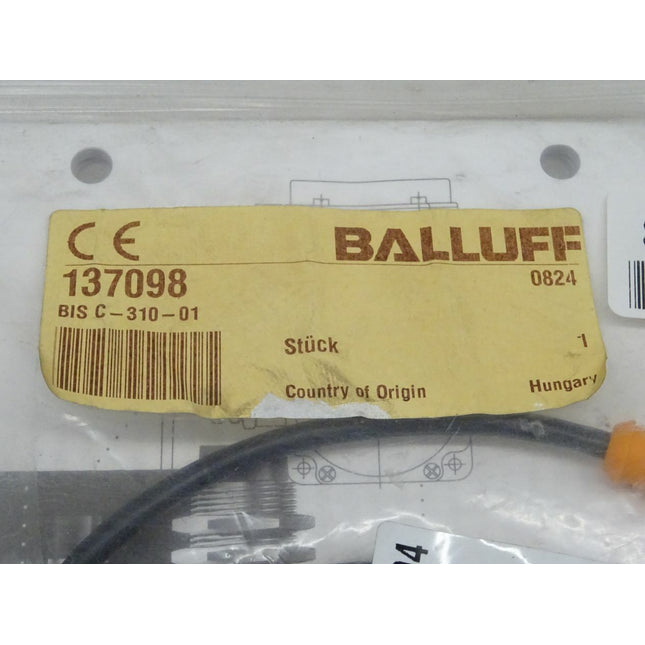 CE BALLUFF
137098 0824
BIS C-310-01
Stück 1
Country of Origin Hungary